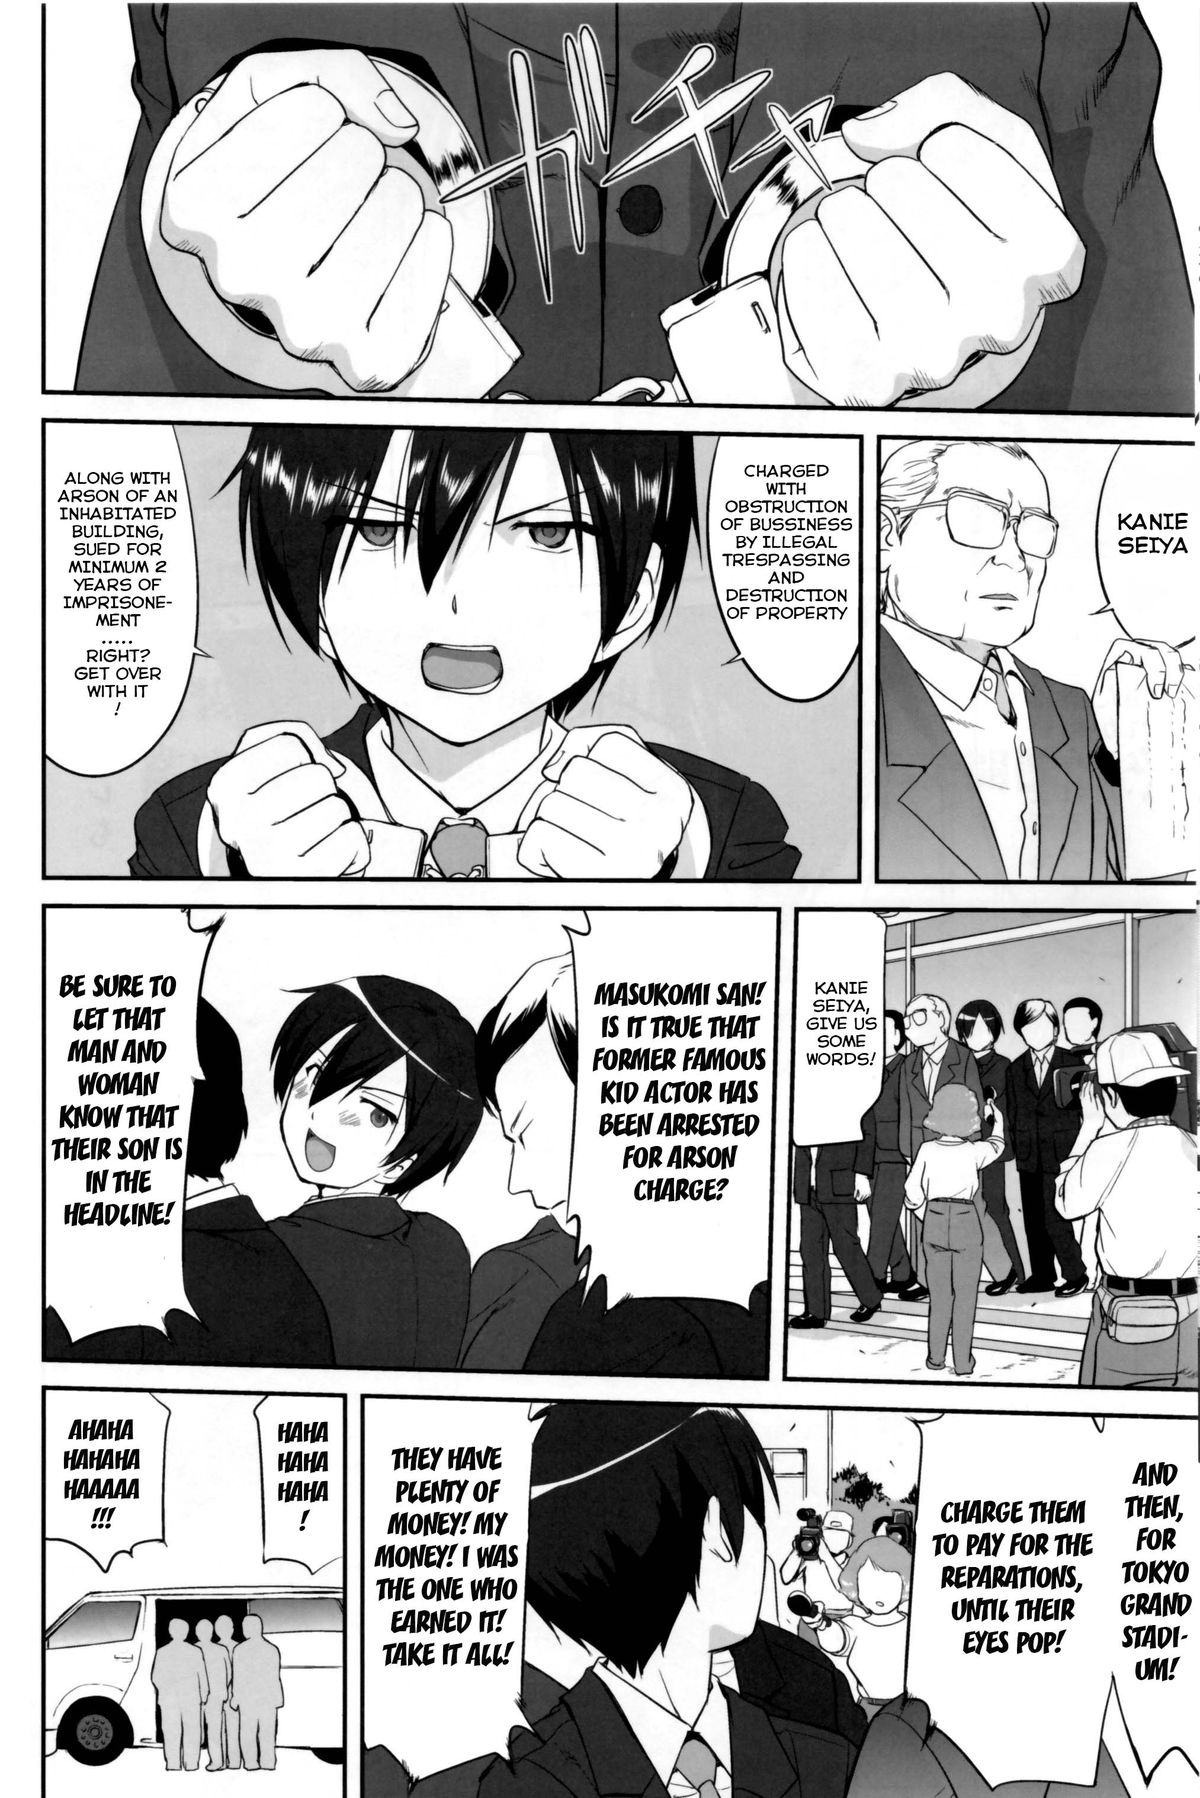 ガチャ
KANIE
SEIYA
CHARGED
WITH
OBSTRUCTION
OF BUSSINESS
BY ILLEGAL
TRESPASSING
AND
DESTRUCTION
OF PROPERTY
ALONG WITH
ARSON OF AN
INHABITATED
BUILDING,
SUED FOR
MINIMUM 2
YEARS OF
IMPRISONE-
MENT
.....
RIGHT?
GET OVER
WITH IT
!
KANIE
SEIYA,
GIVE US
SOME
WORDS!
MASUKOMI SAN!
IS IT TRUE THAT
FORMER FAMOUS
KID ACTOR HAS
BEEN ARRESTED
FOR ARSON
CHARGE?
BE SURE TO
LET THAT
MAN AND
WOMAN
KNOW THAT
THEIR SON IS
IN THE
HEADLINE!
AND
THEN,
FOR
TOKYO
GRAND
STADI-
UM!
CHARGE THEM
TO PAY FOR THE
REPARATIONS,
UNTIL THEIR
EYES POP!
THEY HAVE
PLENTY OF
MONEY! MY
MONEY! I WAS
THE ONE WHO
EARNED IT!
TAKE IT ALL!
HAHA
HAHA
HAHA
!
AHAHA
HAHAHA
HAAAAA
!!!